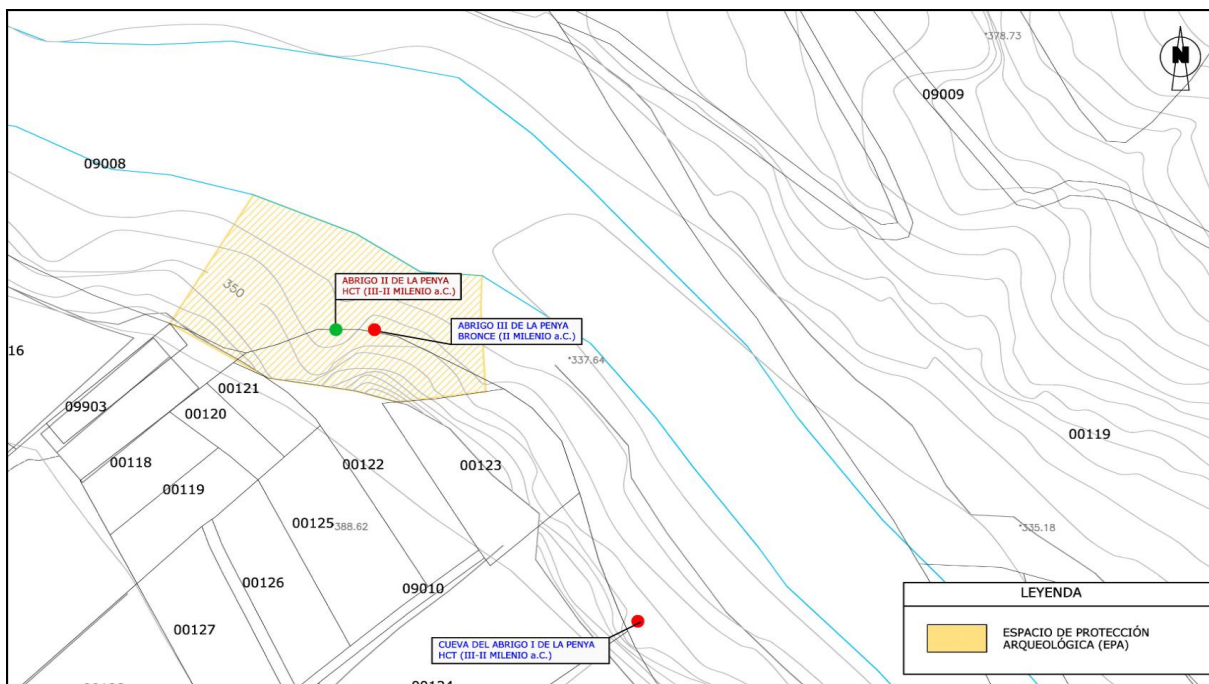 378.73
N
09009
09008
ABRIGO II DE LA PENYA
HCT (III-II MILENIO a.C.)
350
ABRIGO III DE LA PENYA
BRONCE (II MILENIO a.C.)
16
337.64
00121
09903
00120
00119
00118
00122
00123
00119
00125
388.62
335.18
00126
09010
LEYENDA
00127
ESPACIO DE PROTECCIÓN
ARQUEOLÓGICA (EPA)
CUEVA DEL ABRIGO I DE LA PENYA
HCT (III-II MILENIO a.C.)